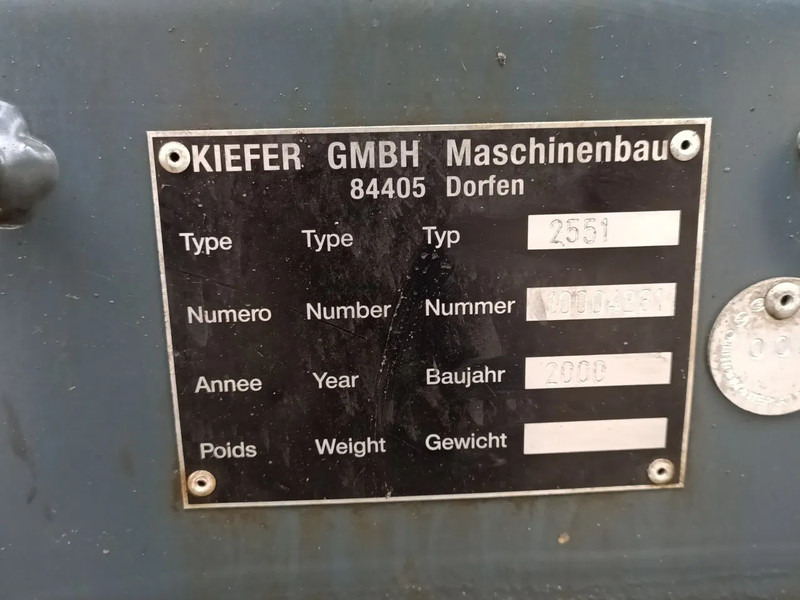 KIEFER GMBH Maschinenbau
84405 Dorfen
Type Type Typ 2551
Numero Number Nummer
Annee Year Baujahr 2000
Poids Weight Gewicht